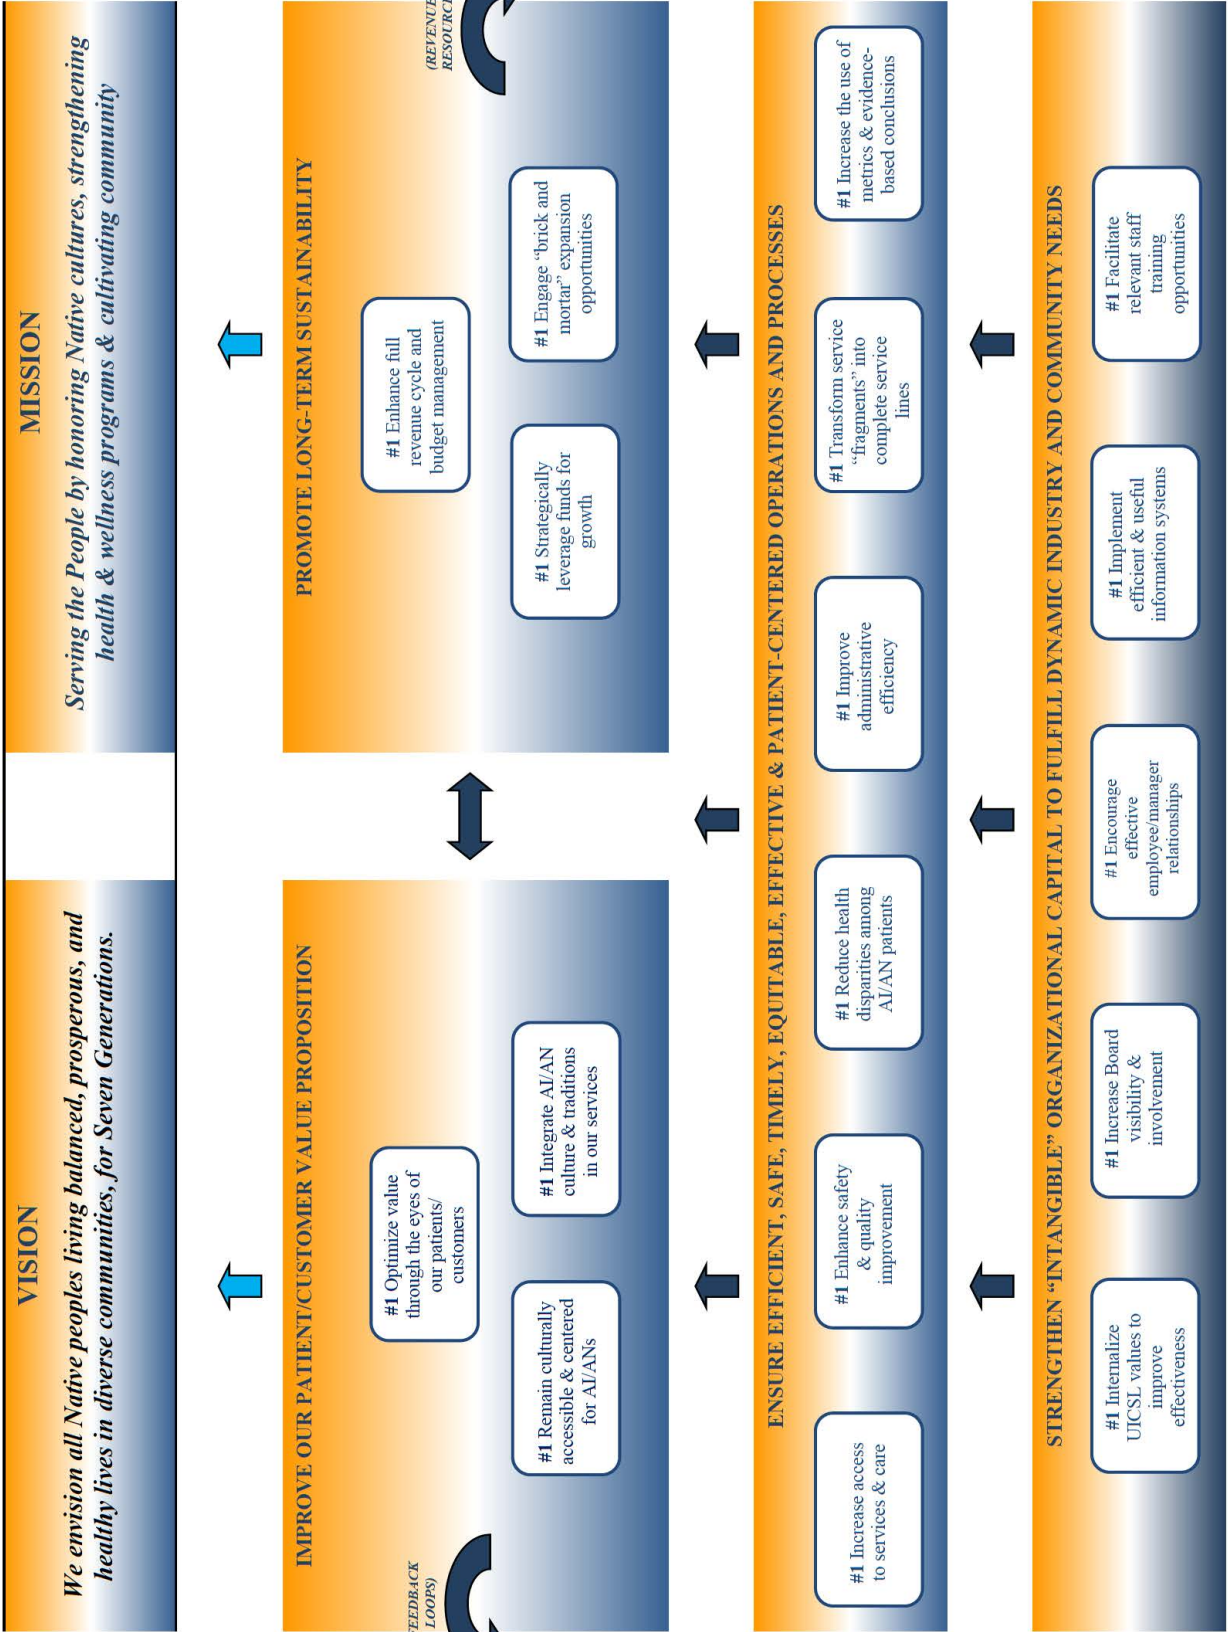 VISION
We envision all Native peoples living balanced, prosperous, and
healthy lives in diverse communities, for Seven Generations.
MISSION
Serving the People by honoring Native cultures, strengthening
health & wellness programs & cultivating community
IMPROVE OUR PATIENT/CUSTOMER VALUE PROPOSITION
#1 Optimize value
through the eyes of
our patients/
customers
#1 Remain culturally
accessible & centered
for AI/ANs
#1 Integrate AI/AN
culture & traditions
in our services
EEDBACK
LOOPS)
PROMOTE LONG-TERM SUSTAINABILITY
#1 Enhance full
revenue cycle and
budget management
#1 Strategically
leverage funds for
growth
#1 Engage “brick and
mortar” expansion
opportunities
(REVENUE
RESOURC
ENSURE EFFICIENT, SAFE, TIMELY, EQUITABLE, EFFECTIVE & PATIENT-CENTERED OPERATIONS AND PROCESSES
#1 Increase access
to services & care
#1 Enhance safety
& quality
improvement
#1 Reduce health
disparities among
AI/AN patients
#1 Improve
administrative
efficiency
#1 Transform service
“fragments” into
complete service
lines
#1 Increase the use of
metrics & evidence-
based conclusions
STRENGTHEN “INTANGIBLE” ORGANIZATIONAL CAPITAL TO FULFILL DYNAMIC INDUSTRY AND COMMUNITY NEEDS
#1 Internalize
UICSL values to
improve
effectiveness
#1 Increase Board
visibility &
involvement
#1 Encourage
effective
employee/manager
relationships
#1 Implement
efficient & useful
information systems
#1 Facilitate
relevant staff
training
opportunities